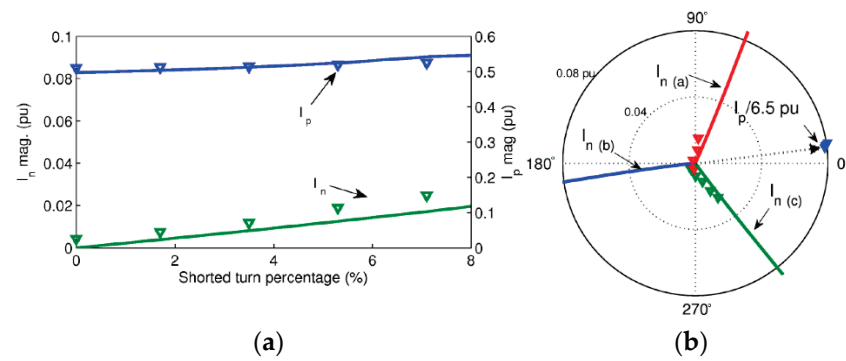 0.1
0.08
0.06
0.04
0.02
0
I_n mag. (pu)
0.6
0.5
0.4
0.3
0.2
0.1
0
I_p mag (pu)
I_p
I_n
0 2 4 6 8
Shorted turn percentage (%)
(a)
90°
0.08 pu
0.04
I_n (a)
I_p/6.5 pu
I_n (b)
180°
0
I_n (c)
270°
(b)